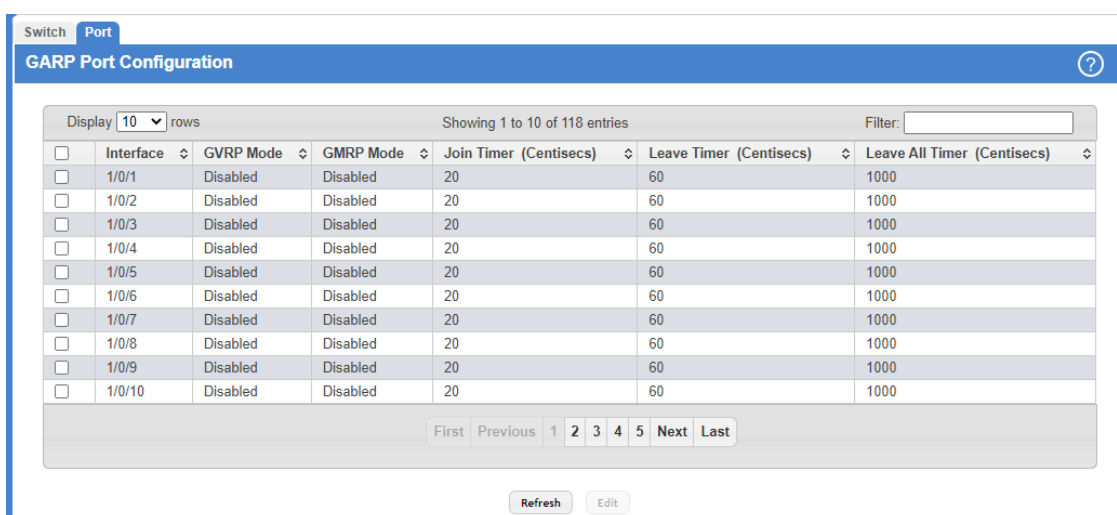 Switch Port
GARP Port Configuration ?
Display 10 rows Showing 1 to 10 of 118 entries Filter:
Interface GVRP Mode GMRP Mode Join Timer (Centisecs) Leave Timer (Centisecs) Leave All Timer (Centisecs)
1/0/1 Disabled Disabled 20 60 1000
1/0/2 Disabled Disabled 20 60 1000
1/0/3 Disabled Disabled 20 60 1000
1/0/4 Disabled Disabled 20 60 1000
1/0/5 Disabled Disabled 20 60 1000
1/0/6 Disabled Disabled 20 60 1000
1/0/7 Disabled Disabled 20 60 1000
1/0/8 Disabled Disabled 20 60 1000
1/0/9 Disabled Disabled 20 60 1000
1/0/10 Disabled Disabled 20 60 1000
First Previous 1 2 3 4 5 Next Last
Refresh Edit